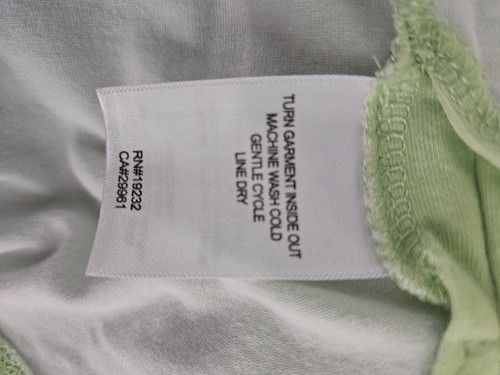 TURN GARMENT INSIDE OUT
MACHINE WASH COLD
GENTLE CYCLE
LINE DRY
RN#19232
CA#29961